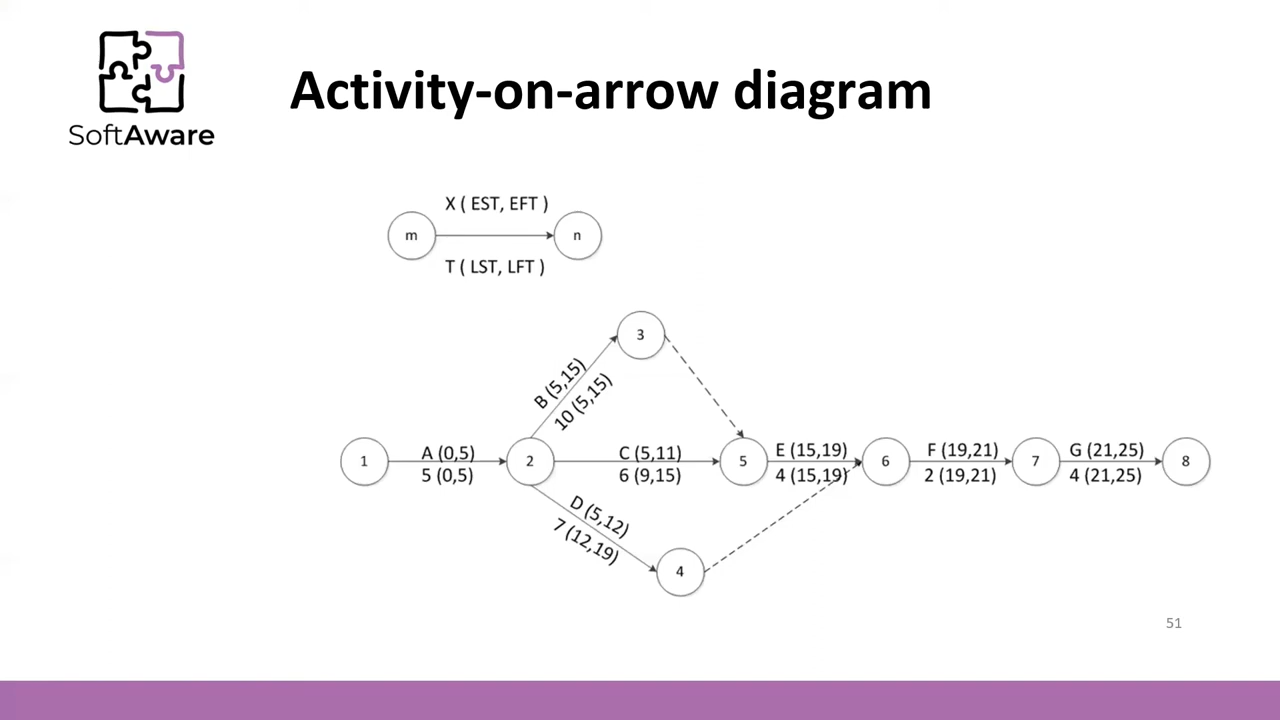 SoftAware
Activity-on-arrow diagram
X ( EST, EFT )
m
n
T ( LST, LFT )
3
B (5,15)
10 (5,15)
1
A (0,5)
5 (0,5)
2
C (5,11)
6 (9,15)
5
E (15,19)
4 (15,19)
6
F (19,21)
2 (19,21)
7
G (21,25)
4 (21,25)
8
D (5,12)
7 (12,19)
4
51